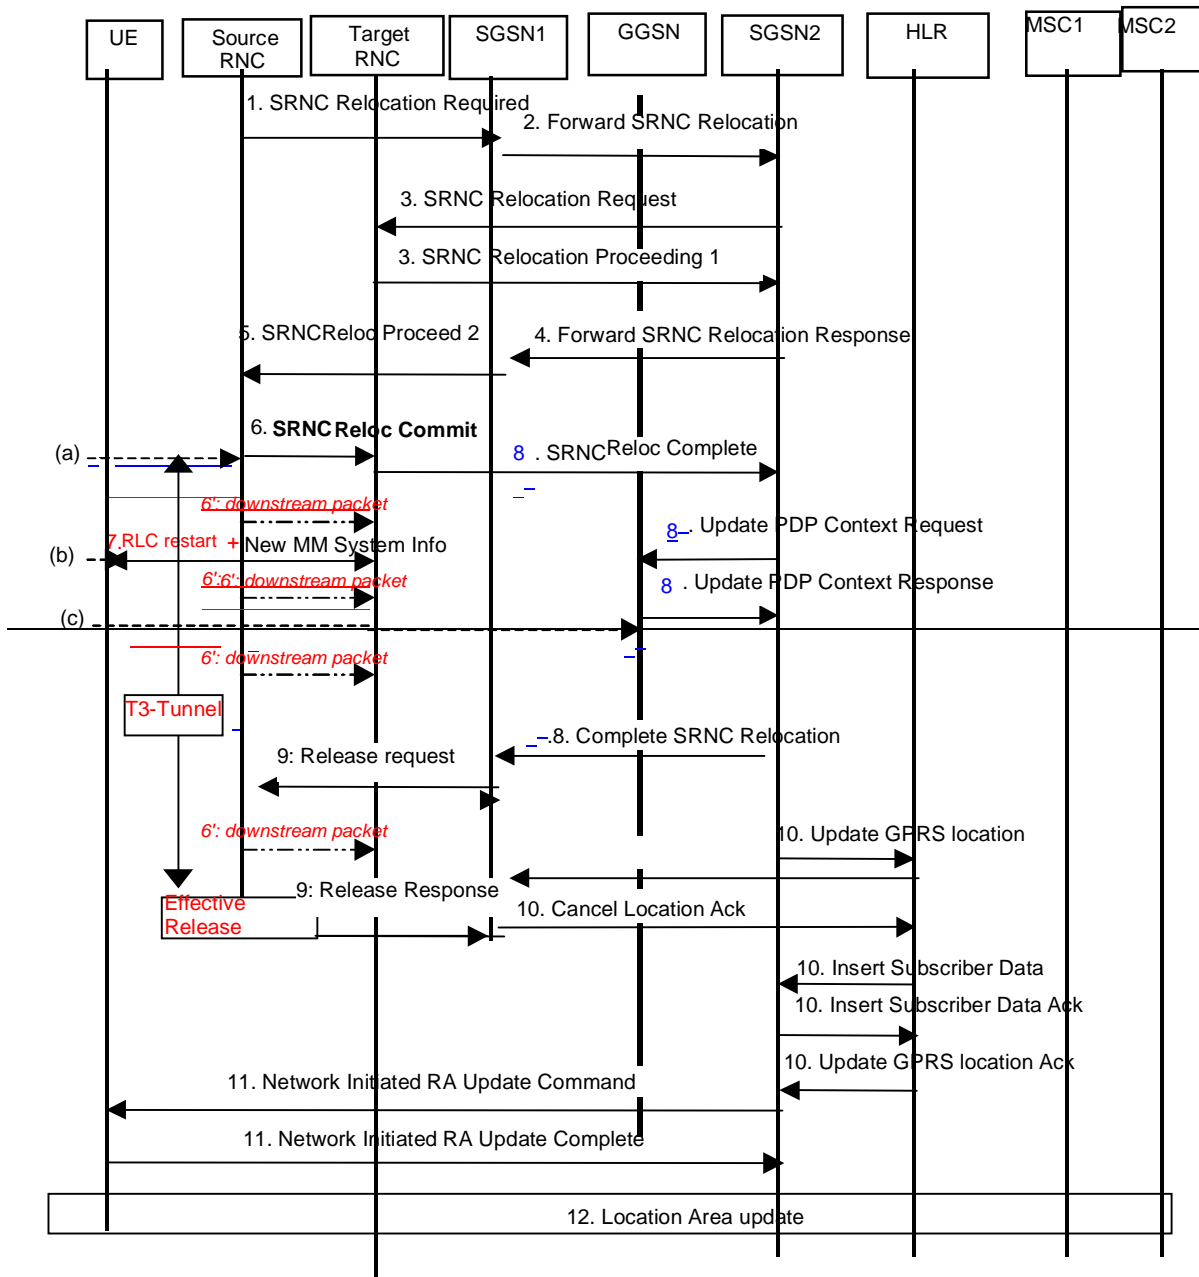 UE
Source
RNC
Target
RNC
SGSN1
GGSN
SGSN2
HLR
MSC1
MSC2
1. SRNC Relocation Required
2. Forward SRNC Relocation
3. SRNC Relocation Request
3. SRNC Relocation Proceeding 1
5. SRNCReloc Proceed 2
4. Forward SRNC Relocation Response
6. SRNC Reloc Commit
(a)
8 . SRNC Reloc Complete
6': downstream packet
8 . Update PDP Context Request
7.RLC restart + New MM System Info
(b)
6':6': downstream packet
8 . Update PDP Context Response
(c)
6': downstream packet
T3-Tunnel
.8. Complete SRNC Relocation
9: Release request
6': downstream packet
10. Update GPRS location
9: Release Response
Effective
Release
10. Cancel Location Ack
10. Insert Subscriber Data
10. Insert Subscriber Data Ack
10. Update GPRS location Ack
11. Network Initiated RA Update Command
11. Network Initiated RA Update Complete
12. Location Area update